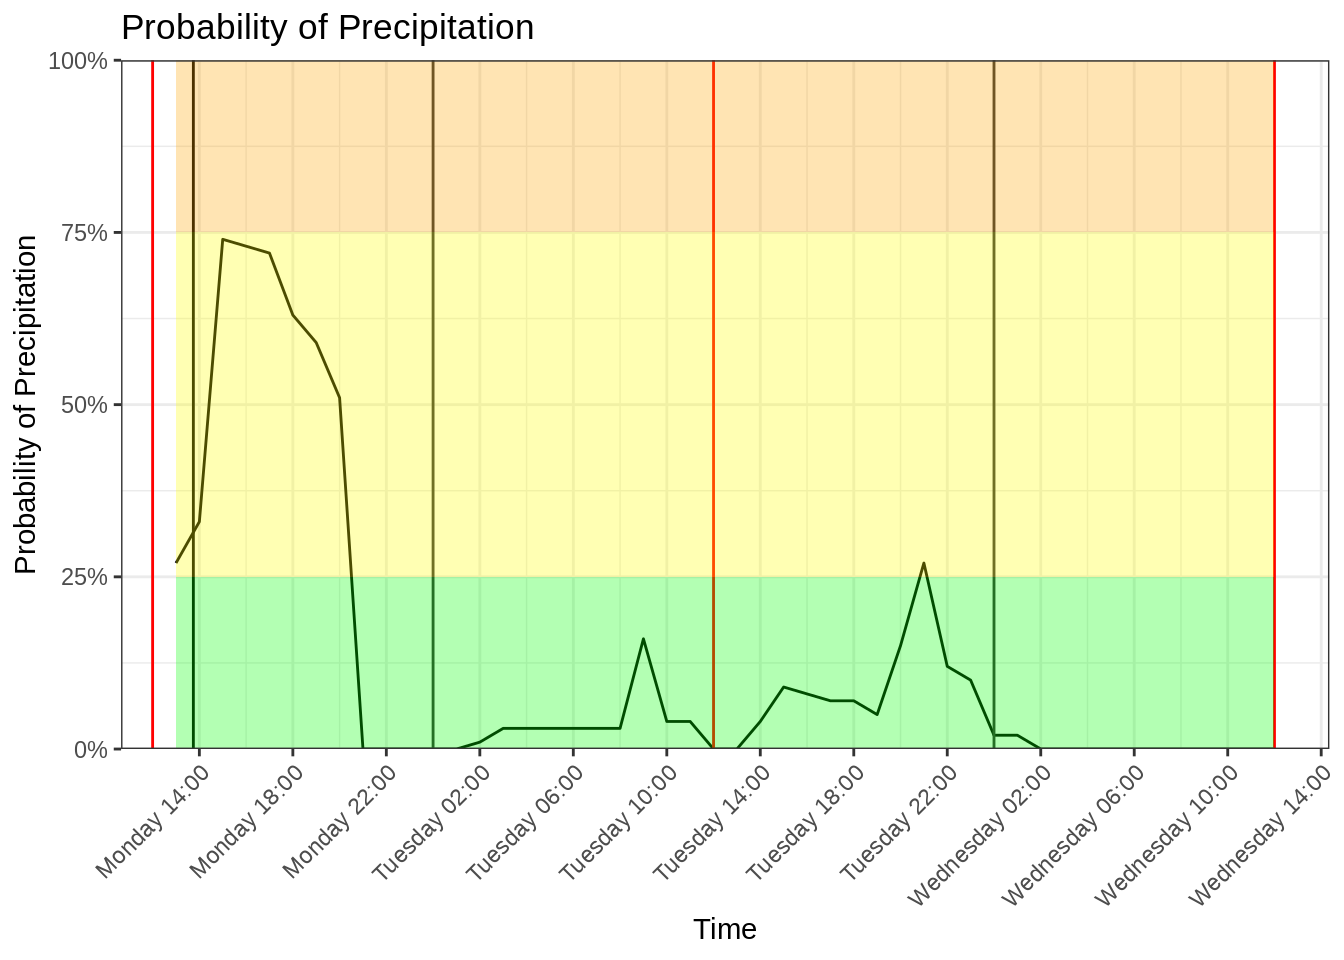 Probability of Precipitation
Probability of Precipitation
100%
75%
50%
25%
0%
Monday 14:00
Monday 18:00
Monday 22:00
Tuesday 02:00
Tuesday 06:00
Tuesday 10:00
Tuesday 14:00
Tuesday 18:00
Tuesday 22:00
Wednesday 02:00
Wednesday 06:00
Wednesday 10:00
Wednesday 14:00
Time